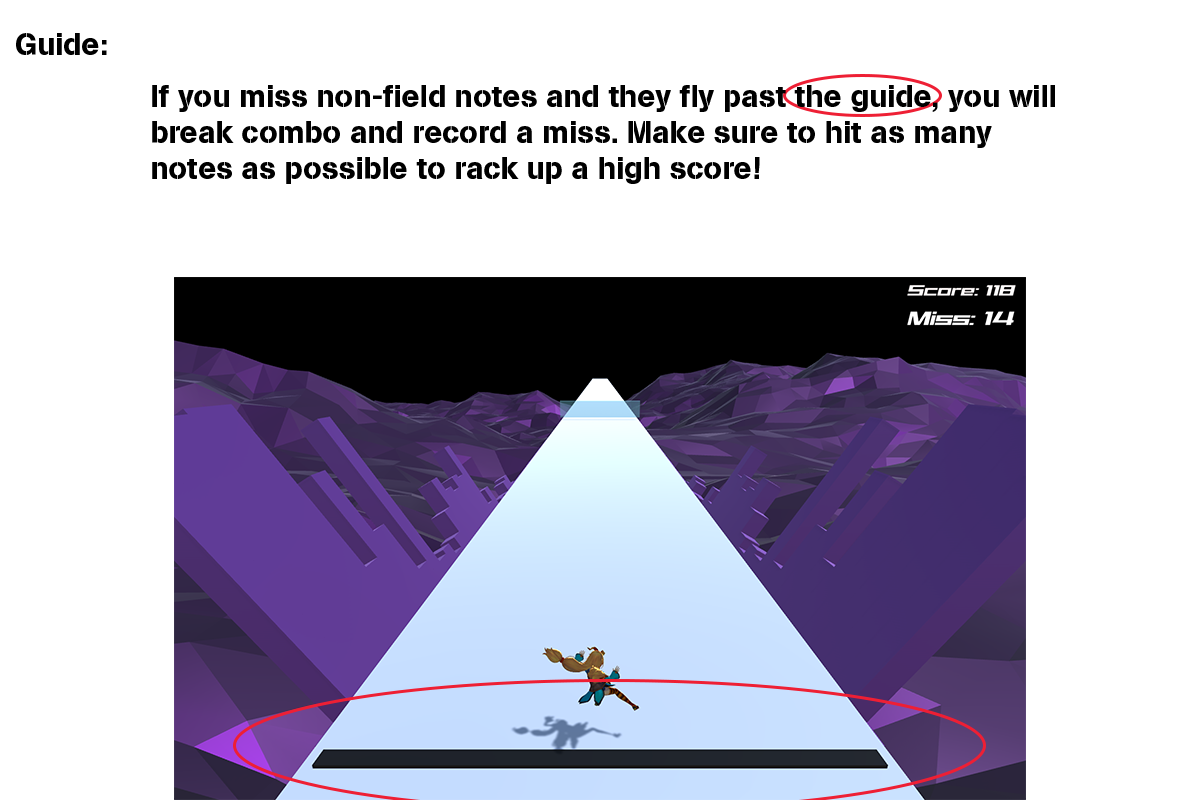 Guide:
If you miss non-field notes and they fly past the guide, you will
break combo and record a miss. Make sure to hit as many
notes as possible to rack up a high score!
Score: 118
Miss: 14